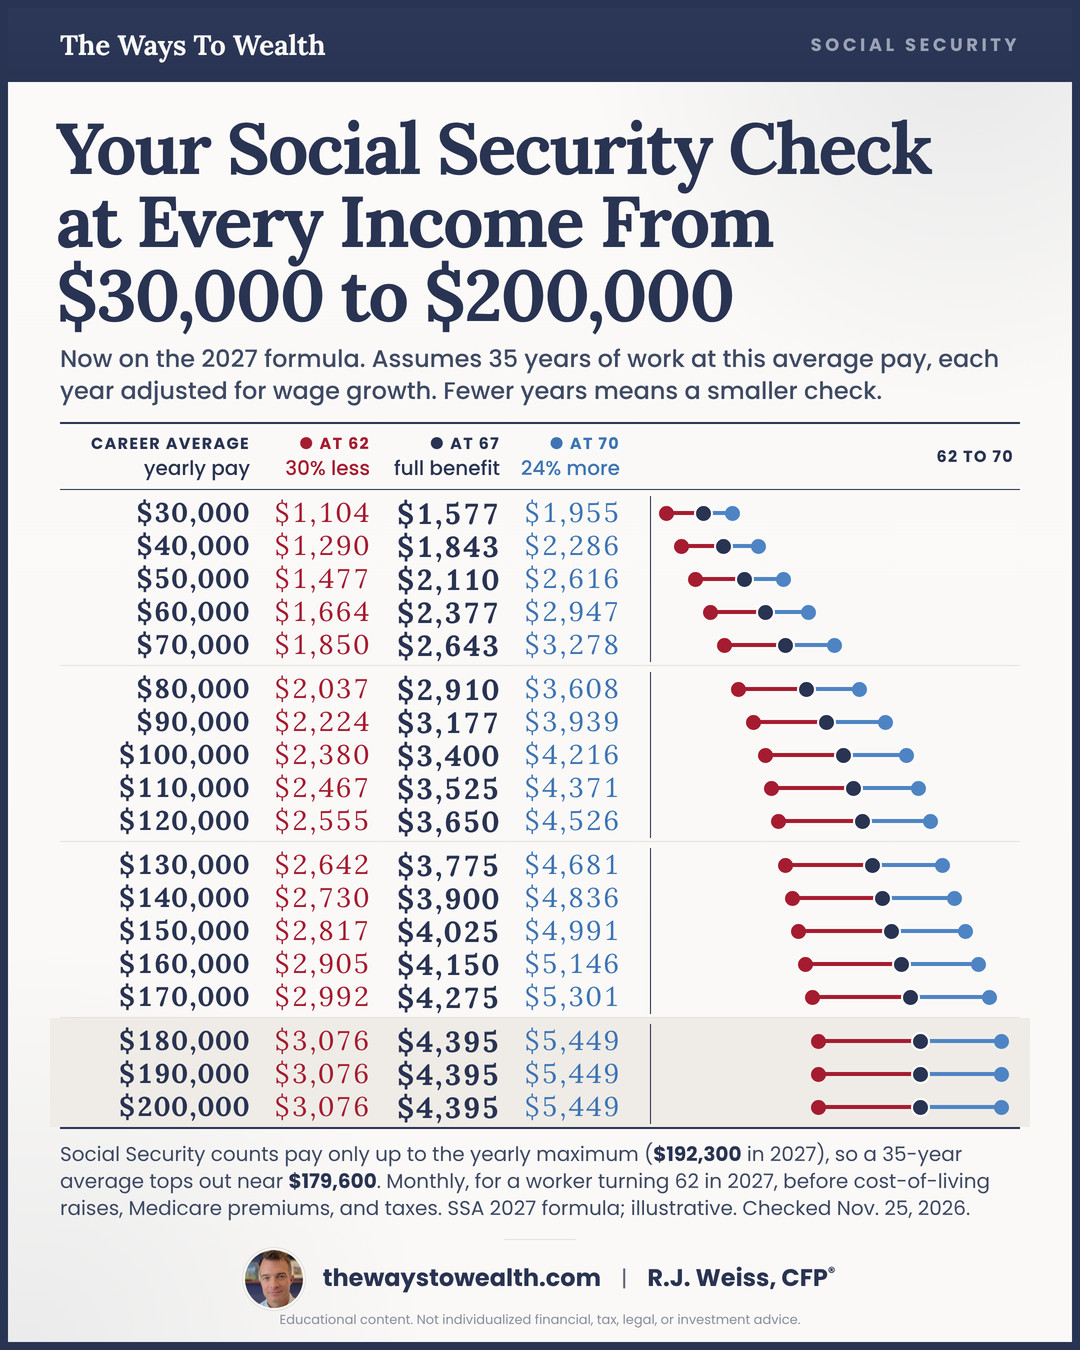 The Ways To Wealth
SOCIAL SECURITY
Your Social Security Check
at Every Income From
$30,000 to $200,000
Now on the 2027 formula. Assumes 35 years of work at this average pay, each
year adjusted for wage growth. Fewer years means a smaller check.
CAREER AVERAGE AT 62 AT 67 AT 70
yearly pay 30% less full benefit 24% more
62 TO 70
$30,000 $1,104 $1,577 $1,955
$40,000 $1,290 $1,843 $2,286
$50,000 $1,477 $2,110 $2,616
$60,000 $1,664 $2,377 $2,947
$70,000 $1,850 $2,643 $3,278
$80,000 $2,037 $2,910 $3,608
$90,000 $2,224 $3,177 $3,939
$100,000 $2,380 $3,400 $4,216
$110,000 $2,467 $3,525 $4,371
$120,000 $2,555 $3,650 $4,526
$130,000 $2,642 $3,775 $4,681
$140,000 $2,730 $3,900 $4,836
$150,000 $2,817 $4,025 $4,991
$160,000 $2,905 $4,150 $5,146
$170,000 $2,992 $4,275 $5,301
$180,000 $3,076 $4,395 $5,449
$190,000 $3,076 $4,395 $5,449
$200,000 $3,076 $4,395 $5,449
Social Security counts pay only up to the yearly maximum ($192,300 in 2027), so a 35-year
average tops out near $179,600. Monthly, for a worker turning 62 in 2027, before cost-of-living
raises, Medicare premiums, and taxes. SSA 2027 formula; illustrative. Checked Nov. 25, 2026.
thewaystowealth.com | R.J. Weiss, CFP®
Educational content. Not individualized financial, tax, legal, or investment advice.